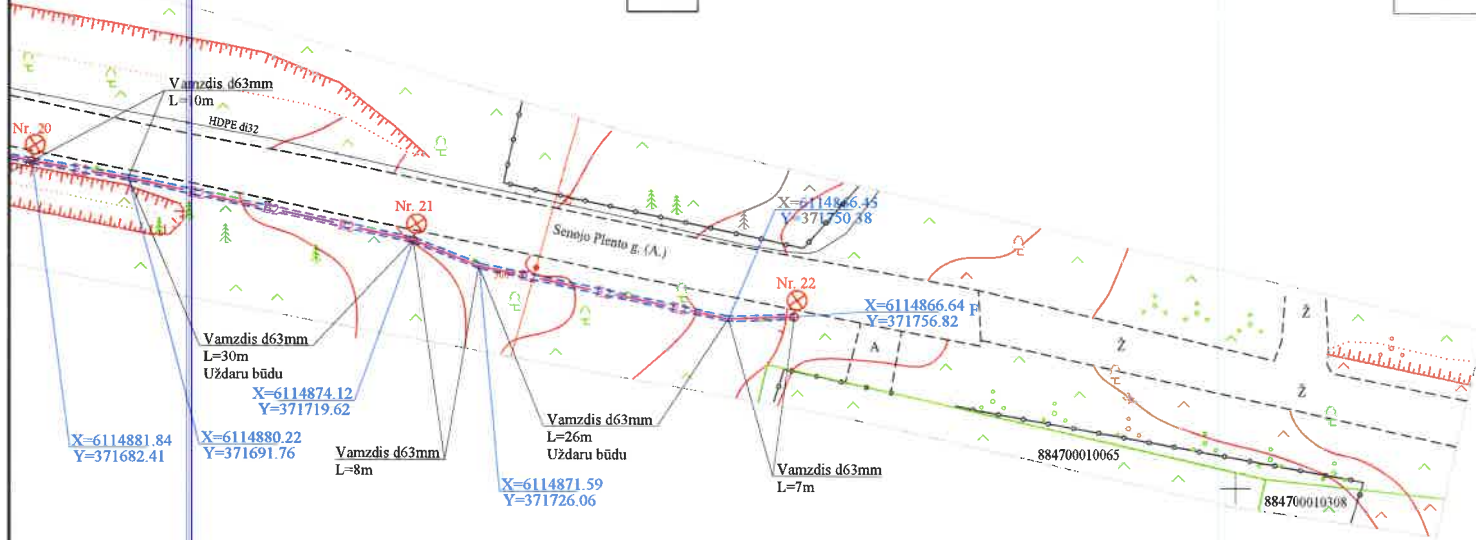 Vamzdis d63mm
L=10m
HDPE di32
Nr. 20
Nr. 21
Senojo Plento g. (A.)
X=6114866.45
Y=371750.38
Nr. 22
X=6114866.64
Y=371756.82
F
A
Ž
Ž
Ž
Vamzdis d63mm
L=30m
Uždaru būdu
X=6114874.12
Y=371719.62
X=6114881.84
Y=371682.41
X=6114880.22
Y=371691.76
Vamzdis d63mm
L=8m
Vamzdis d63mm
L=26m
Uždaru būdu
X=6114871.59
Y=371726.06
Vamzdis d63mm
L=7m
884700010065
884700010308